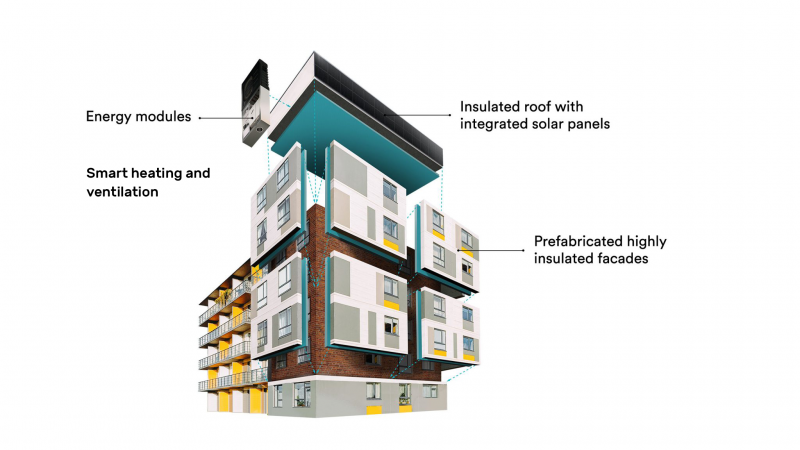 Energy modules
Smart heating and
ventilation
Insulated roof with
integrated solar panels
Prefabricated highly
insulated facades